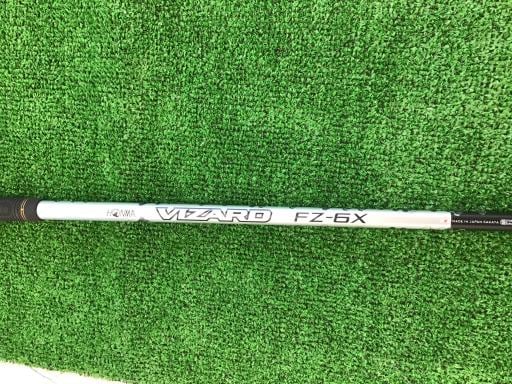 HONMA VIZARD FZ-6X
MADE IN JAPAN SAKATA